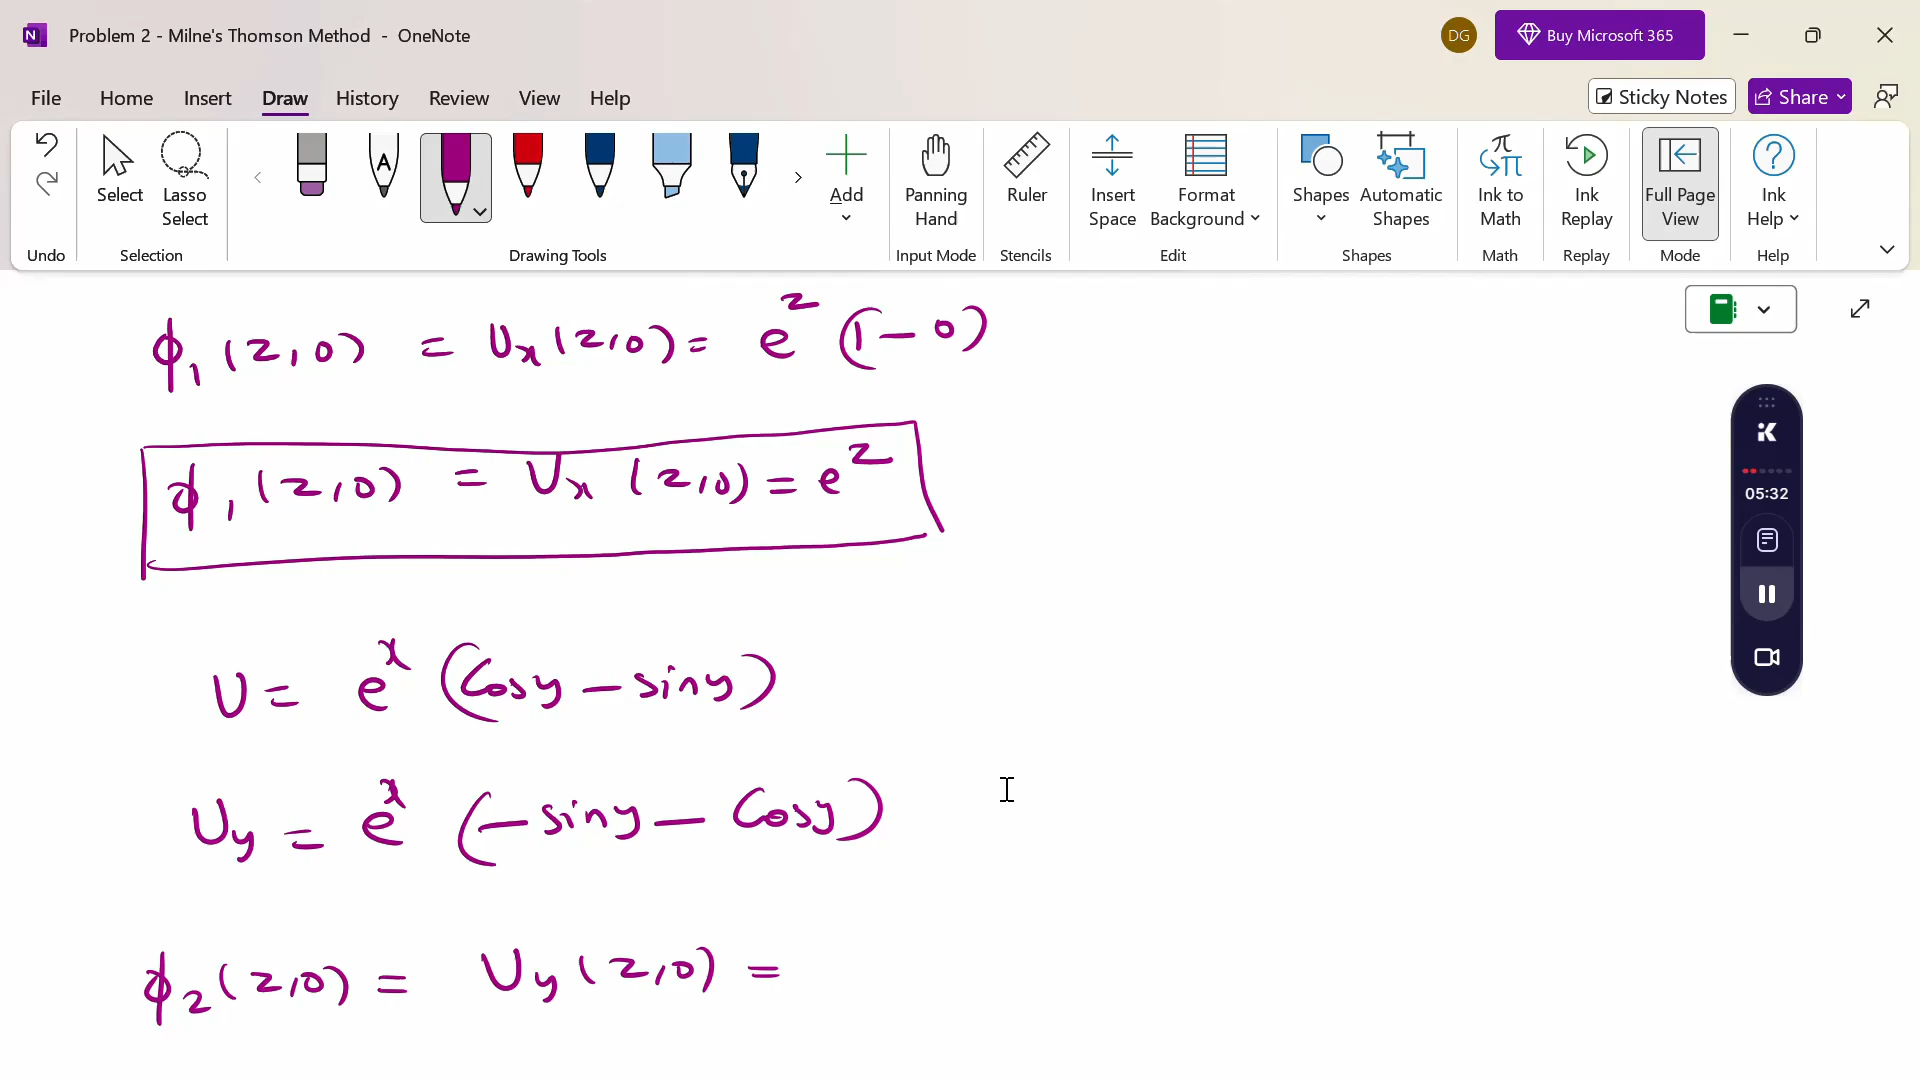 Problem 2 - Milne's Thomson Method - OneNote
DG
Buy Microsoft 365
File Home Insert Draw History Review View Help
Sticky Notes
Share
Select
Lasso Select
A
Add
Panning Hand
Ruler
Insert Space
Format Background
Shapes
Automatic Shapes
Ink to Math
Ink Replay
Full Page View
Ink Help
Undo
Selection
Drawing Tools
Input Mode
Stencils
Edit
Shapes
Math
Replay
Mode
Help
ϕ₁(z,0) = Uₓ(z,0) = e^z (1-0)
ϕ₁(z,0) = Uₓ(z,0) = e^z
05:32
U = e^x (Cosy - siny)
U_y = e^x (-siny - Cosy)
ϕ₂(z,0) = U_y(z,0) =